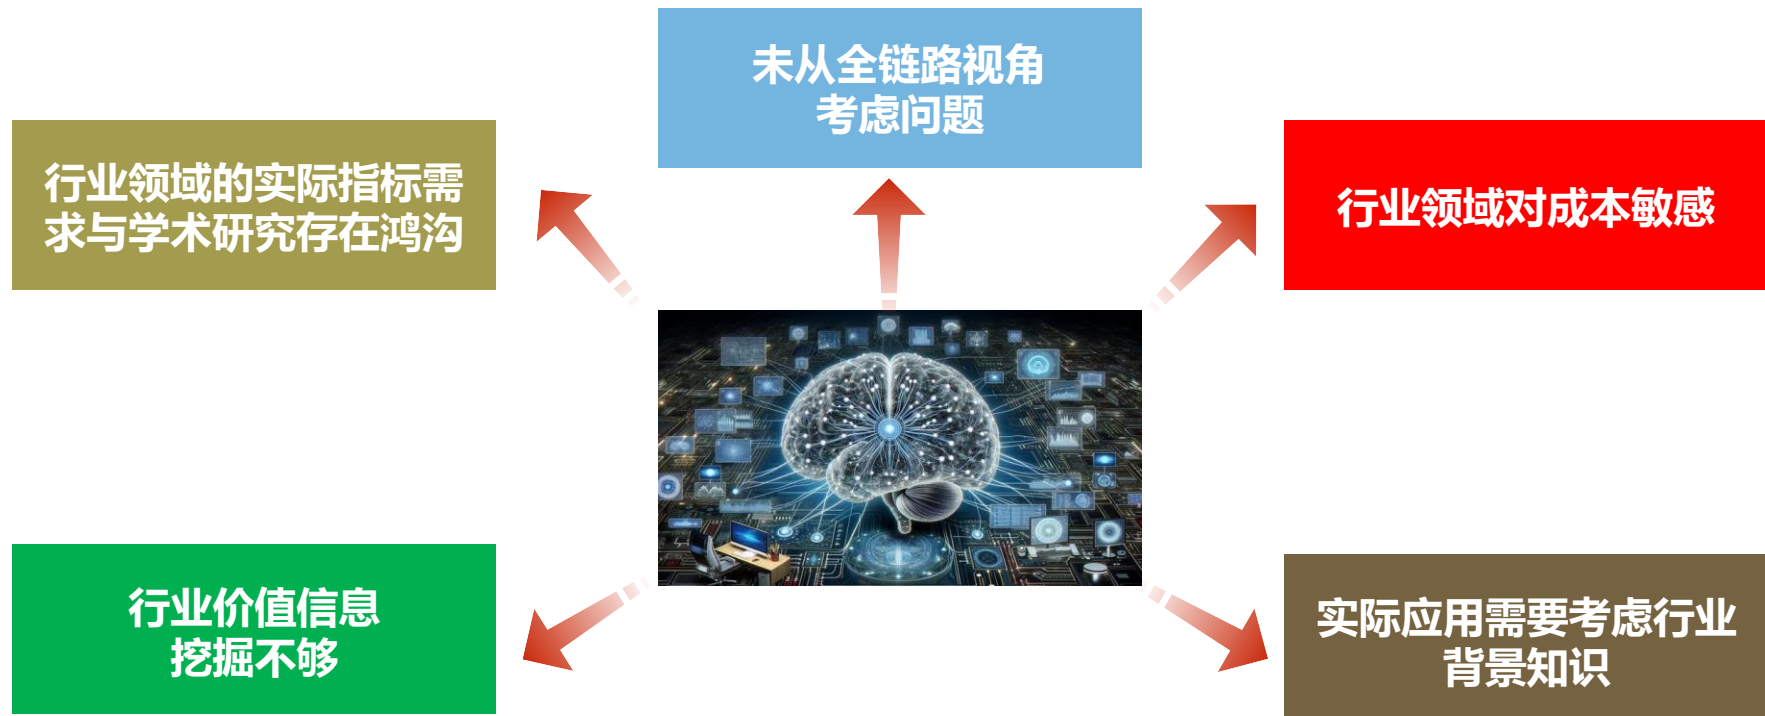 未从全链路视角
考虑问题
行业领域的实际指标需
求与学术研究存在鸿沟
行业领域对成本敏感
行业价值信息
挖掘不够
实际应用需要考虑行业
背景知识